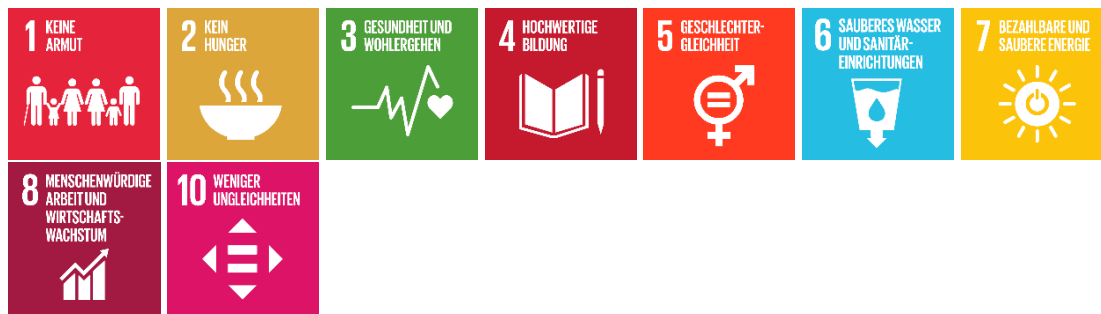 1 KEINE
ARMUT
2 KEIN
HUNGER
3 GESUNDHEIT UND
WOHLERGEHEN
4 HOCHWERTIGE
BILDUNG
5 GESCHLECHTER-
GLEICHHEIT
6 SAUBERES WASSER
UND SANITÄR-
EINRICHTUNGEN
7 BEZAHLBARE UND
SAUBERE ENERGIE
8 MENSCHENWÜRDIGE
ARBEIT UND
WIRTSCHAFTS-
WACHSTUM
10 WENIGER
UNGLEICHHEITEN